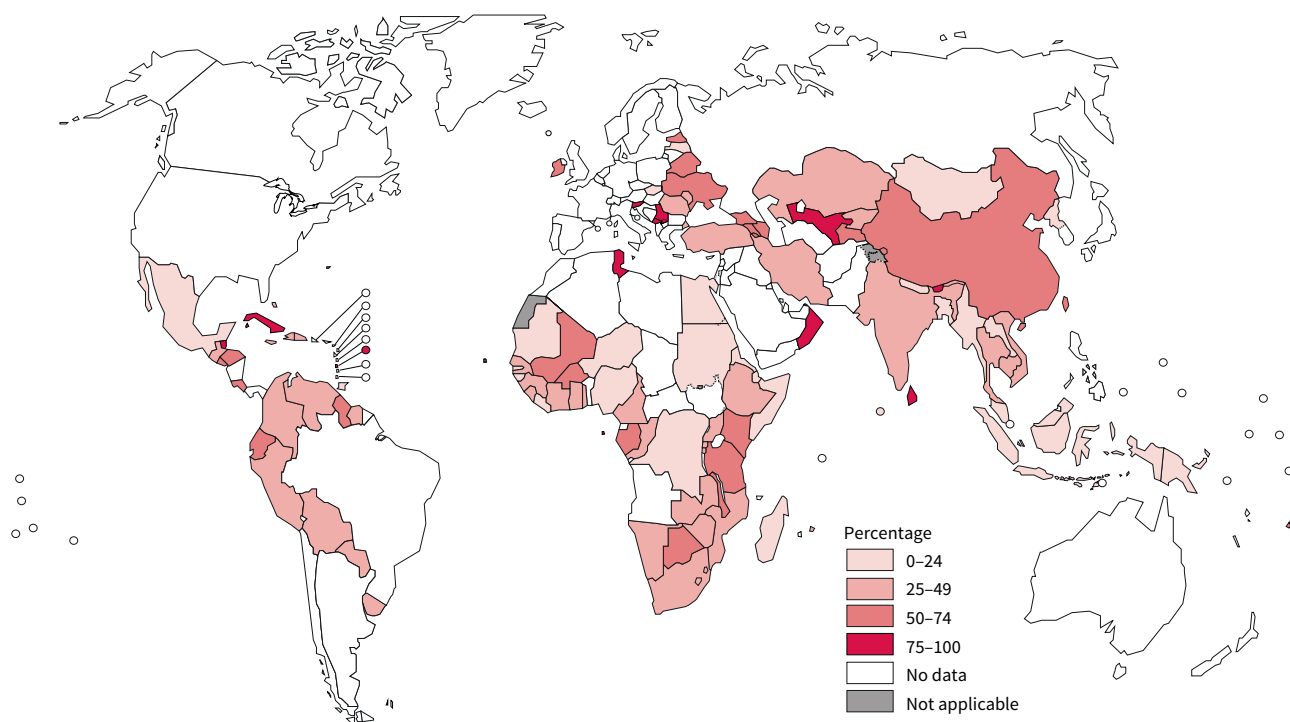 Percentage
0–24
25–49
50–74
75–100
No data
Not applicable